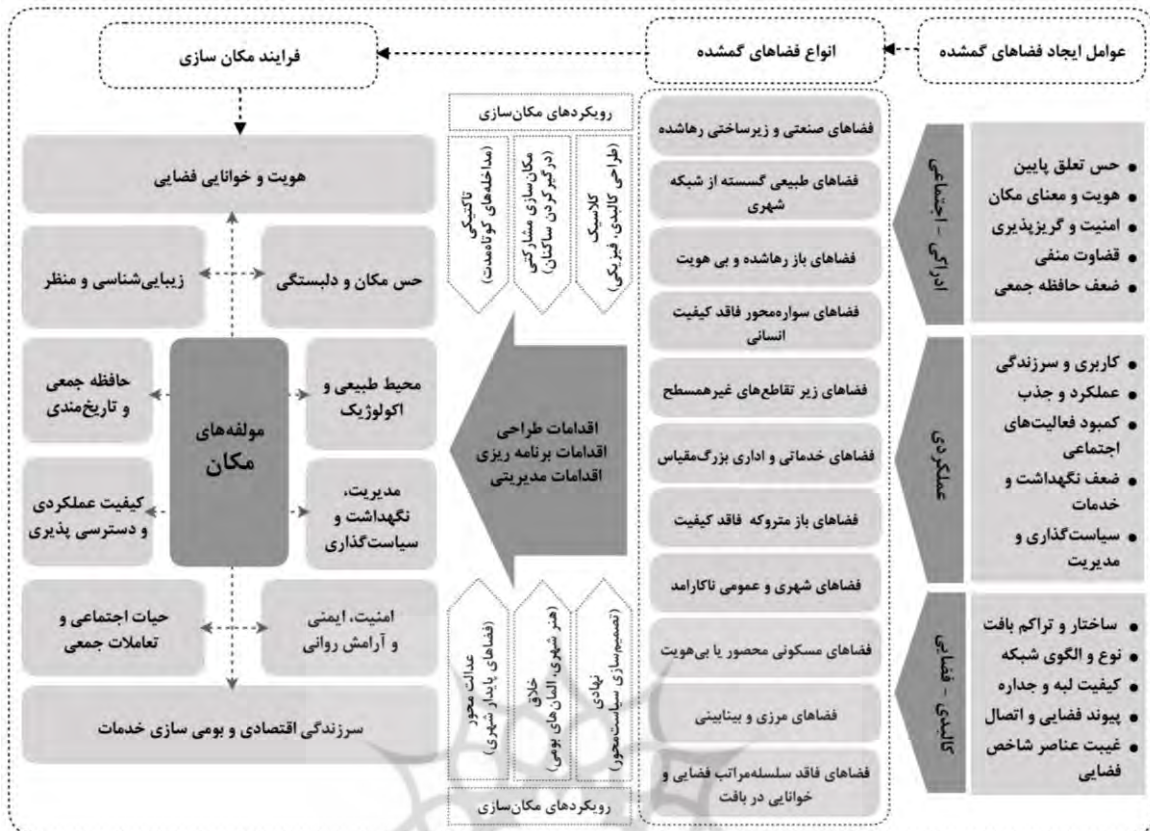 عوامل ایجاد فضاهای گمشده
انواع فضاهای گمشده
فرایند مکان سازی
ادراکی - اجتماعی
حس تعلق پایین
هویت و معنای مکان
امنیت و گریزپذیری
قضاوت منفی
ضعف حافظه جمعی
عملکردی
کاربری و سرزندگی
عملکرد و جذب
کمبود فعالیت‌های
اجتماعی
ضعف نگهداشت و
خدمات
سیاست‌گذاری و
مدیریت
کالبدی - فضایی
ساختار و تراکم بافت
نوع و الگوی شبکه
کیفیت لبه و جداره
پیوند فضایی و اتصال
غیبت عناصر شاخص
فضایی
فضاهای صنعتی و زیرساختی رهاشده
فضاهای طبیعی گسسته از شبکه
شهری
فضاهای باز رهاشده و بی هویت
فضاهای سواره‌محور فاقد کیفیت
انسانی
فضاهای زیر تقاطع‌های غیرهمسطح
فضاهای خدماتی و اداری بزرگ‌مقیاس
فضاهای باز متروکه فاقد کیفیت
فضاهای شهری و عمومی ناکارامد
فضاهای مسکونی محصور یا بی‌هویت
فضاهای مرزی و بینابینی
فضاهای فاقد سلسله‌مراتب فضایی و
خوانایی در بافت
رویکردهای مکان‌سازی
کلاسیک
(طراحی کالبدی، فیزیکی)
مکان‌سازی مشارکتی
(درگیرکردن ساکنان)
تاکتیکی
(مداخله‌های کوتاه‌مدت)
اقدامات طراحی
اقدامات برنامه ریزی
اقدامات مدیریتی
نهادی
(تصمیم‌سازی سیاست‌محور)
خلاق
(هنر شهری، المان‌های بومی)
عدالت محور
(فضاهای پایدار شهری)
رویکردهای مکان‌سازی
هویت و خوانایی فضایی
حس مکان و دلبستگی
زیبایی‌شناسی و منظر
محیط طبیعی و
اکولوژیک
حافظه جمعی
و تاریخ‌مندی
مولفه‌های
مکان
مدیریت،
نگهداشت و
سیاست‌گذاری
کیفیت عملکردی
و دسترسی پذیری
امنیت، ایمنی
و آرامش روانی
حیات اجتماعی و
تعاملات جمعی
سرزندگی اقتصادی و بومی سازی خدمات